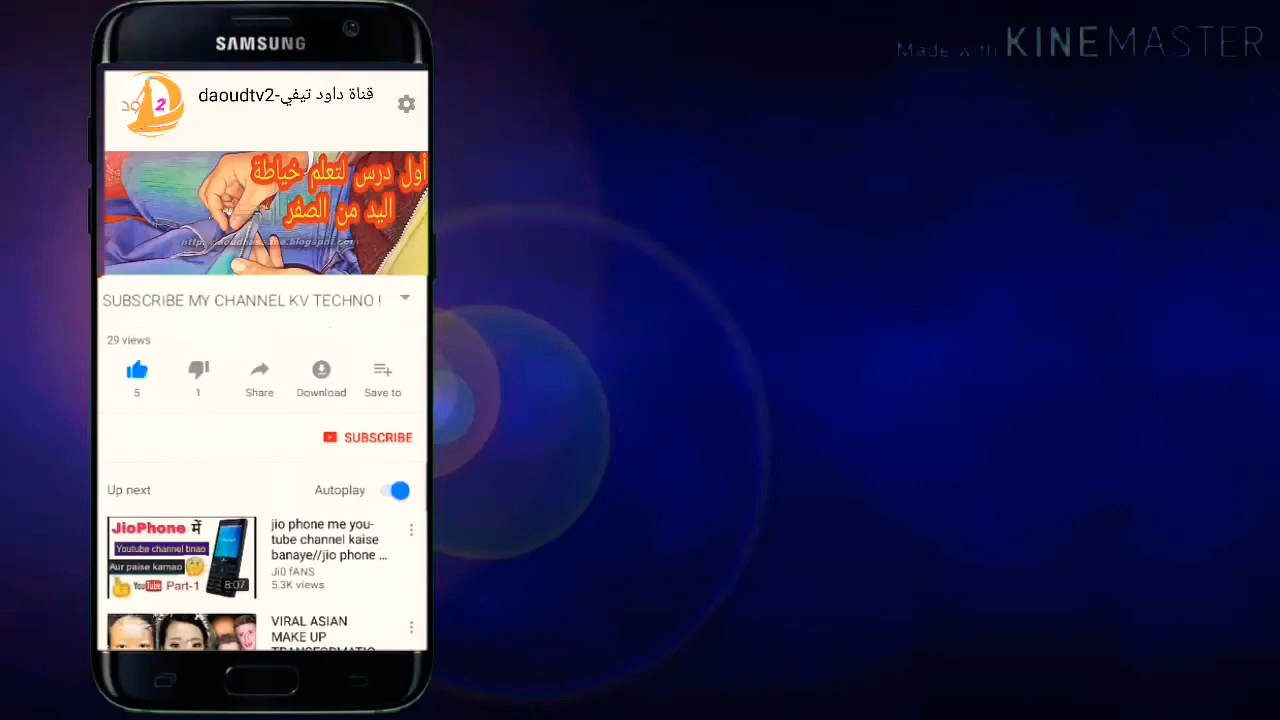 Made with KINEMASTER
SAMSUNG
2
قناة داود تيفي-daoudtv2
أول درس لتعلم خياطة
اليد من الصفر
SUBSCRIBE MY CHANNEL KV TECHNO !
29 views
5
1
Share
Download
Save to
SUBSCRIBE
Up next
Autoplay
JioPhone में
Youtube channel bnao
Aur paise kamao
YouTube Part-1
8:07
jio phone me you-
tube channel kaise
banaye//jio phone ...
Ji0 fANS
5.3K views
VIRAL ASIAN
MAKE UP
TRANSFORMATIO